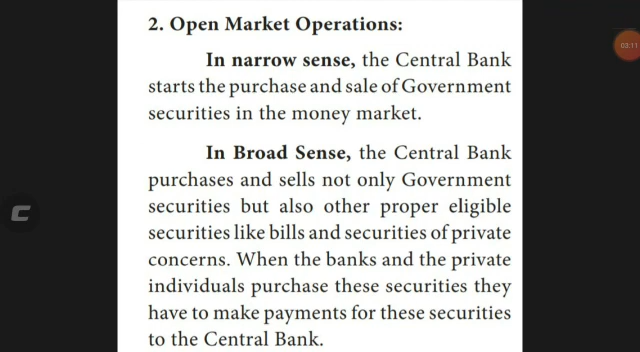 2. Open Market Operations:
In narrow sense, the Central Bank
starts the purchase and sale of Government
securities in the money market.
In Broad Sense, the Central Bank
purchases and sells not only Government
securities but also other proper eligible
securities like bills and securities of private
concerns. When the banks and the private
individuals purchase these securities they
have to make payments for these securities
to the Central Bank.
03:11